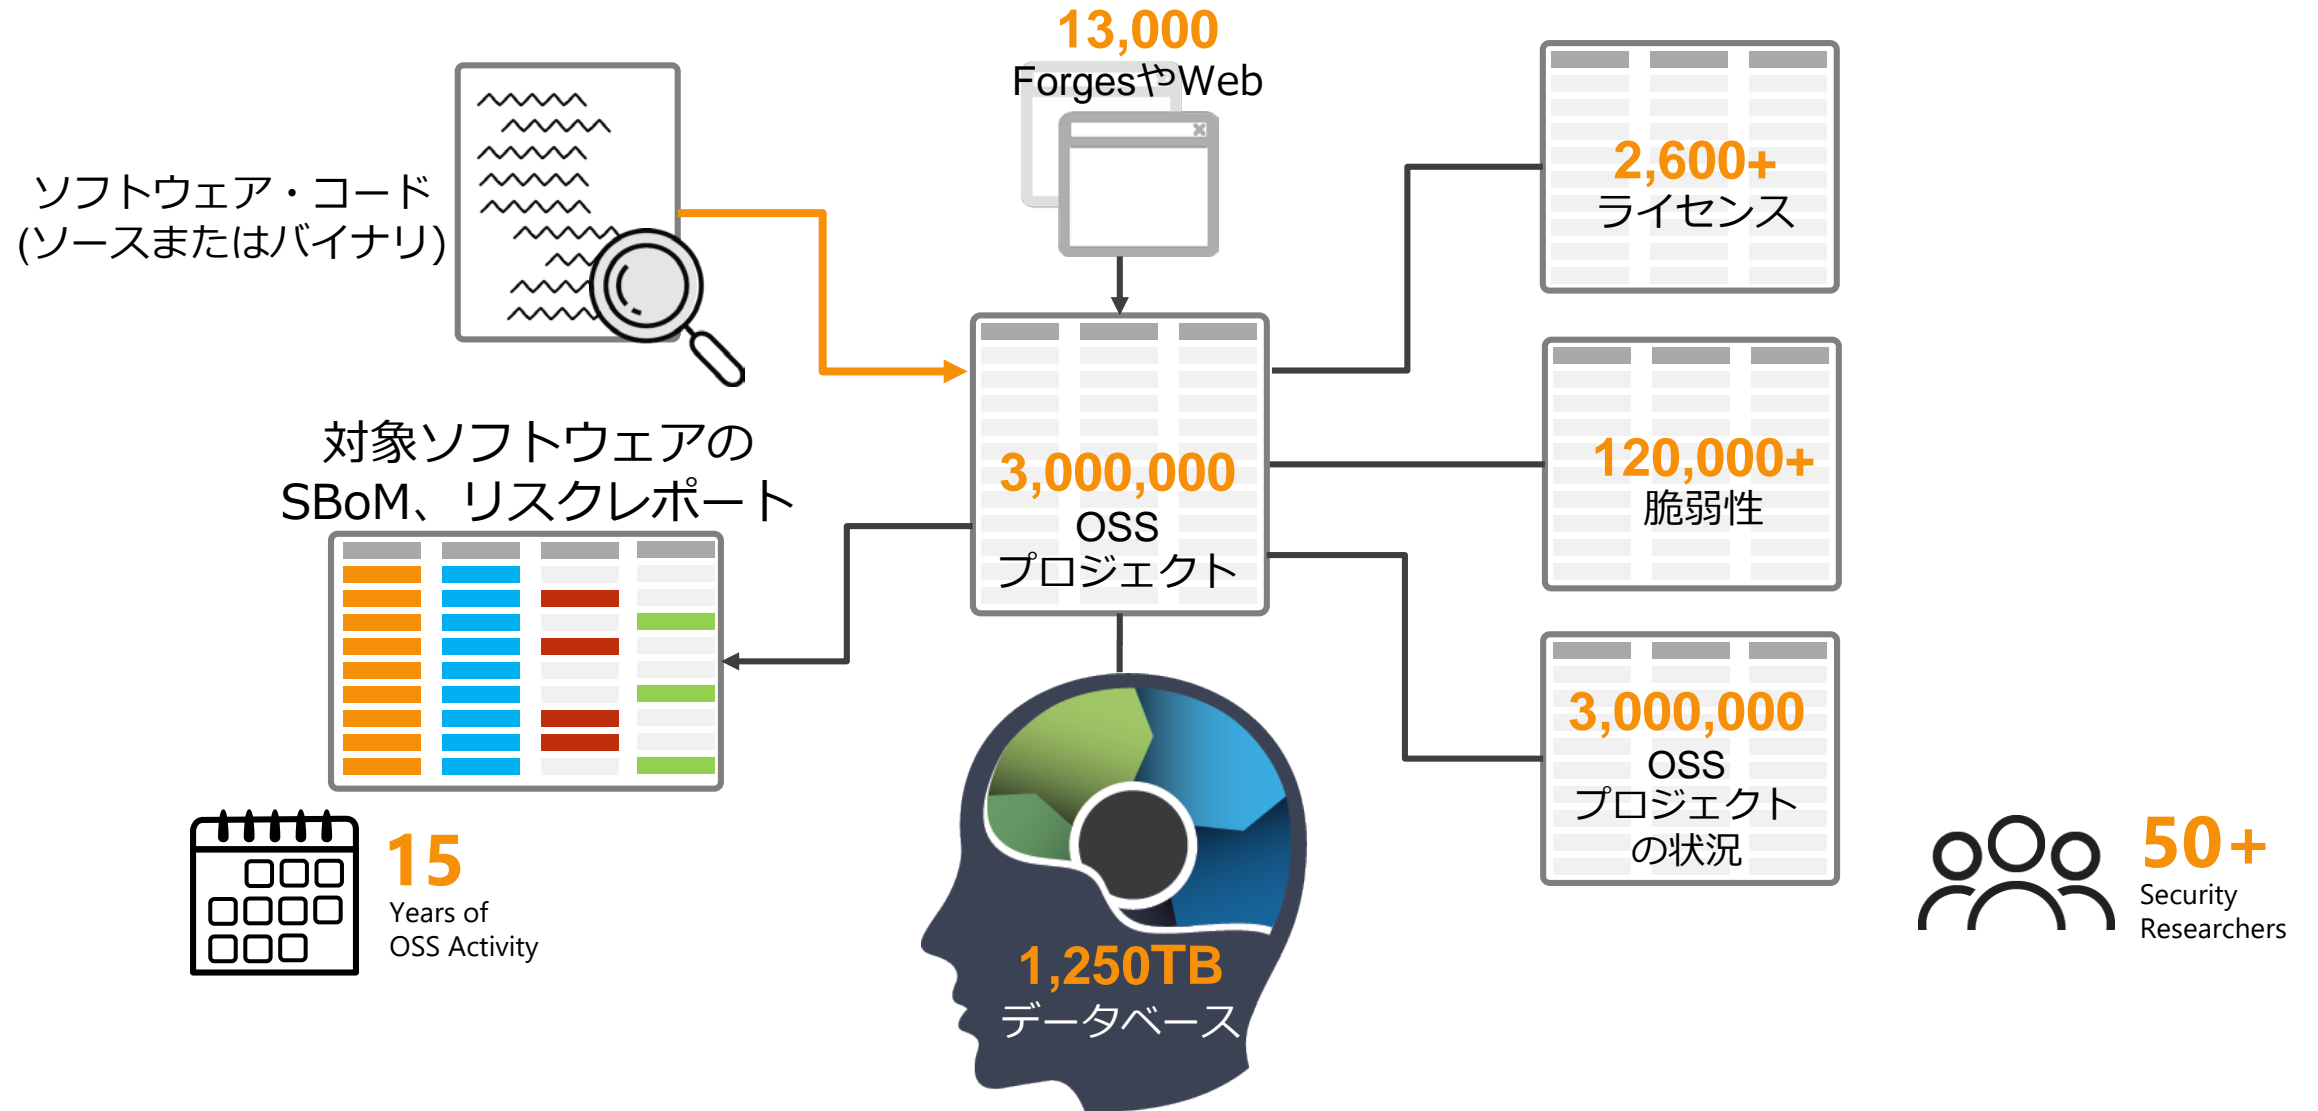 13,000
ForgesやWeb
ソフトウェア・コード
(ソースまたはバイナリ)
2,600+
ライセンス
対象ソフトウェアの
SBoM、リスクレポート
3,000,000
OSS
プロジェクト
120,000+
脆弱性
3,000,000
OSS
プロジェクト
の状況
15
Years of
OSS Activity
1,250TB
データベース
50+
Security
Researchers